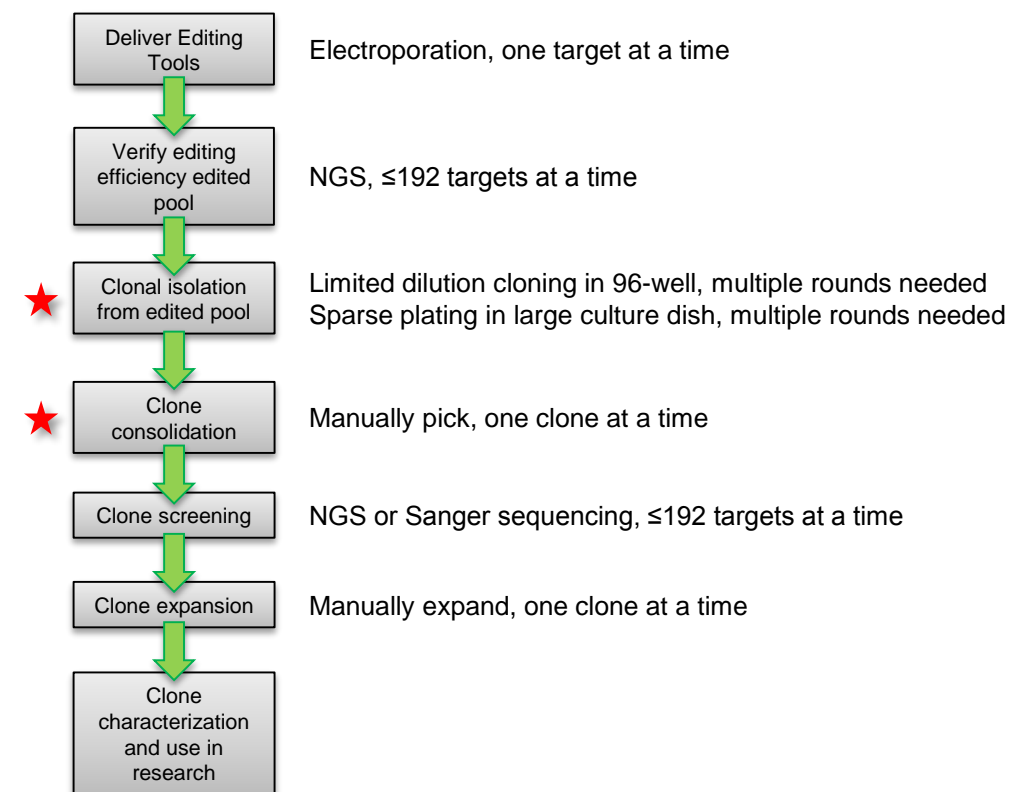 Deliver Editing
Tools
Electroporation, one target at a time
Verify editing
efficiency edited
pool
NGS, ≤192 targets at a time
Clonal isolation
from edited pool
Limited dilution cloning in 96-well, multiple rounds needed
Sparse plating in large culture dish, multiple rounds needed
Clone
consolidation
Manually pick, one clone at a time
Clone screening
NGS or Sanger sequencing, ≤192 targets at a time
Clone expansion
Manually expand, one clone at a time
Clone
characterization
and use in
research